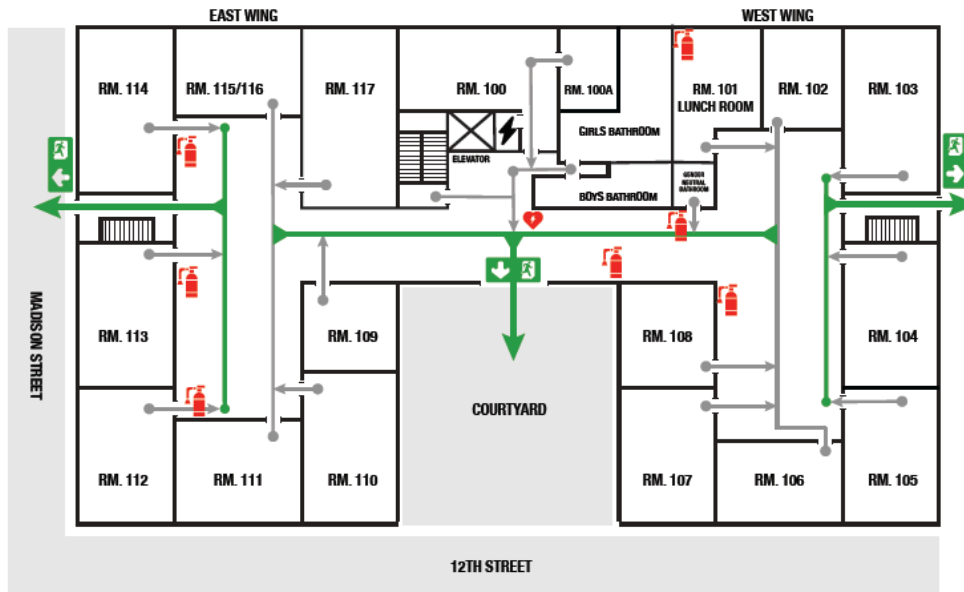 EAST WING
WEST WING
RM. 114
RM. 115/116
RM. 117
RM. 100
RM. 100A
RM. 101
LUNCH ROOM
RM. 102
RM. 103
ELEVATOR
GIRLS BATHROOM
BOYS BATHROOM
GENDER
NEUTRAL
BATHROOM
MADISON STREET
RM. 113
RM. 109
RM. 108
RM. 104
COURTYARD
RM. 112
RM. 111
RM. 110
RM. 107
RM. 106
RM. 105
12TH STREET